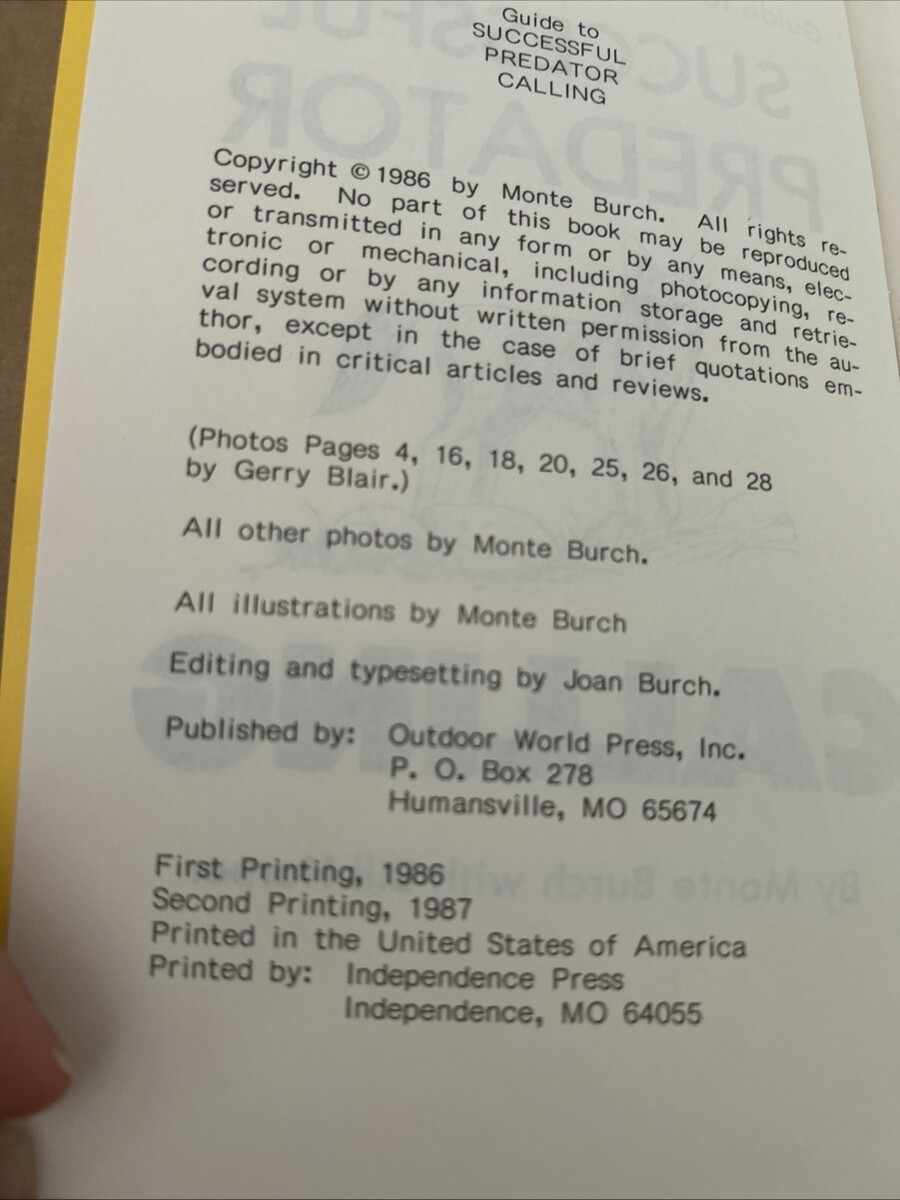 Guide to
SUCCESSFUL
PREDATOR
CALLING
Copyright © 1986 by Monte Burch. All rights re-
served. No part of this book may be reproduced
or transmitted in any form or by any means, elec-
tronic or mechanical, including photocopying, re-
cording or by any information storage and retrie-
val system without written permission from the au-
thor, except in the case of brief quotations em-
bodied in critical articles and reviews.
(Photos Pages 4, 16, 18, 20, 25, 26, and 28
by Gerry Blair.)
All other photos by Monte Burch.
All illustrations by Monte Burch
Editing and typesetting by Joan Burch.
Published by: Outdoor World Press, Inc.
P. O. Box 278
Humansville, MO 65674
First Printing, 1986
Second Printing, 1987
Printed in the United States of America
Printed by: Independence Press
Independence, MO 64055